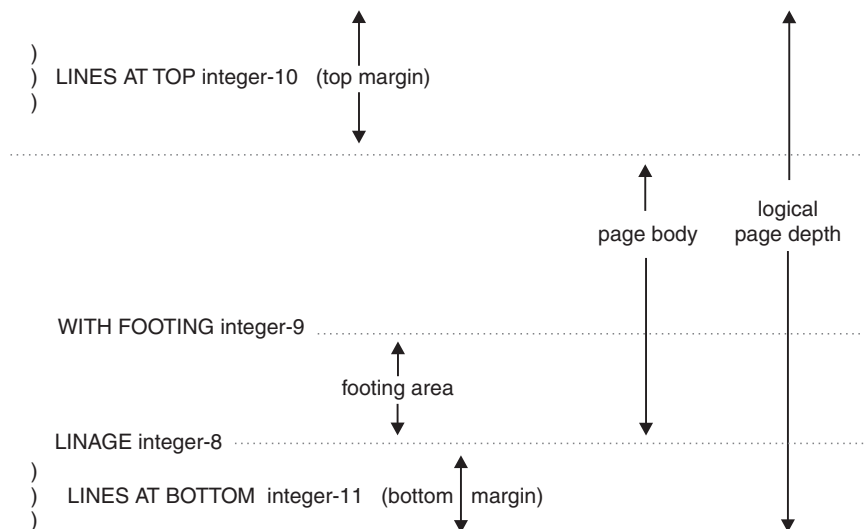 )
) LINES AT TOP integer-10 (top margin)
)
logical
page body page depth
WITH FOOTING integer-9
footing area
LINAGE integer-8
)
) LINES AT BOTTOM integer-11 (bottom margin)
)